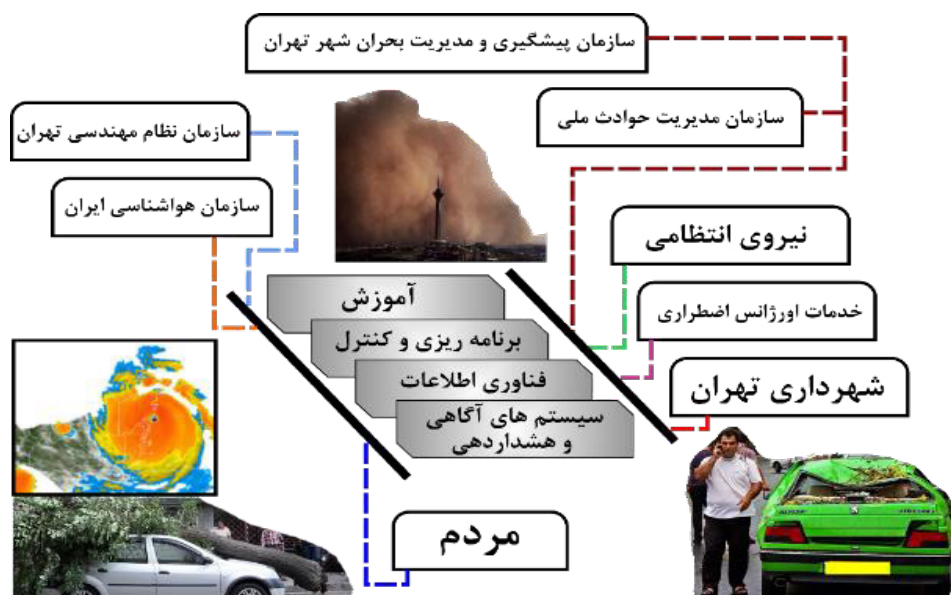 سازمان پیشگیری و مدیریت بحران شهر تهران
سازمان مدیریت حوادث ملی
سازمان نظام مهندسی تهران
سازمان هواشناسی ایران
نیروی انتظامی
خدمات اورژانس اضطراری
شهرداری تهران
آموزش
برنامه ریزی و کنترل
فناوری اطلاعات
سیستم های آگاهی
و هشداردهی
مردم